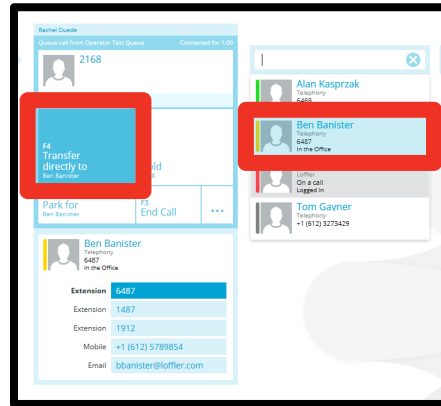 Rachel Duede
Queue call from Operator Test Queue
Connected for 1:00
2168
F4
Transfer
directly to
Ben Banister
old
Park for
Ben Banister
F3
End Call
...
Ben Banister
Telephony
6487
In the Office
Extension 6487
Extension 1487
Extension 1912
Mobile +1 (612) 5789854
Email bbanister@loffler.com
Alan Kasprzak
Telephony
6469
Ben Banister
Telephony
6487
In the Office
Loffler
On a call
Logged In
Tom Gayner
Telephony
+1 (612) 3273429